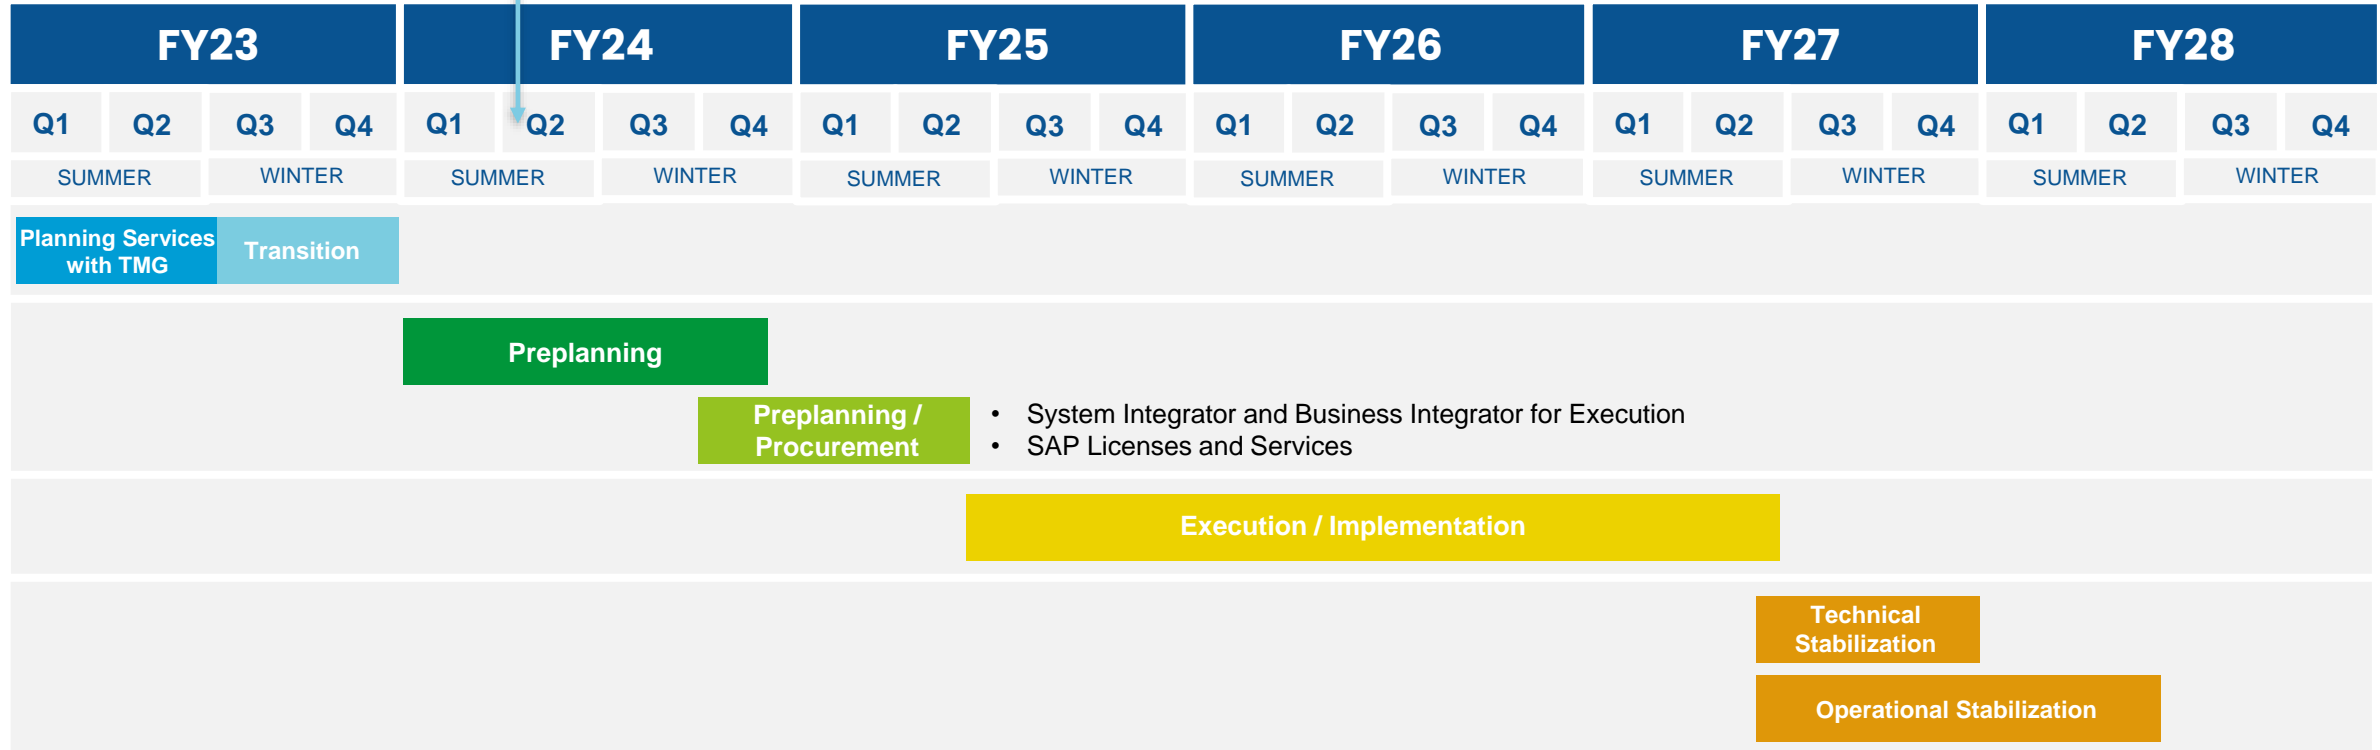 FY23 FY24 FY25 FY26 FY27 FY28
Q1 Q2 Q3 Q4 Q1 Q2 Q3 Q4 Q1 Q2 Q3 Q4 Q1 Q2 Q3 Q4 Q1 Q2 Q3 Q4 Q1 Q2 Q3 Q4
SUMMER WINTER SUMMER WINTER SUMMER WINTER SUMMER WINTER SUMMER WINTER SUMMER WINTER
Planning Services
with TMG
Transition
Preplanning
Preplanning /
Procurement
• System Integrator and Business Integrator for Execution
• SAP Licenses and Services
Execution / Implementation
Technical
Stabilization
Operational Stabilization